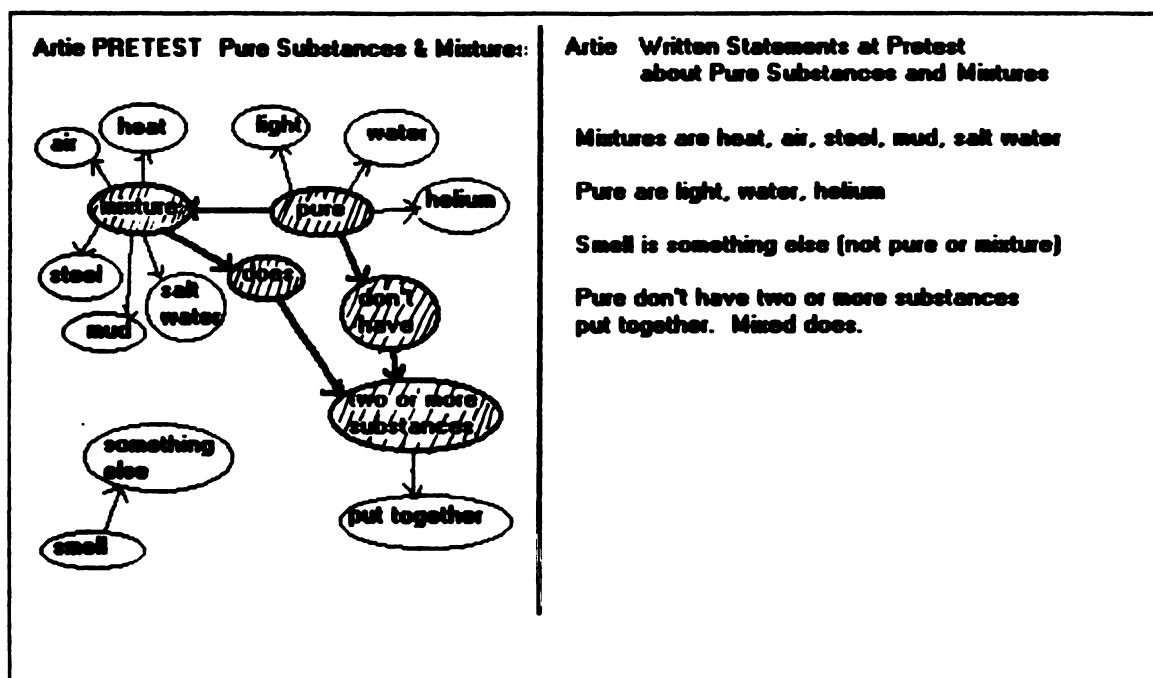 Artie PRETEST Pure Substances & Mixtures:
heat
light
air
water
mixture
pure
helium
steel
does
salt
water
don't
have
mud
two or more
substances
something
else
put together
smell
Artie Written Statements at Pretest
about Pure Substances and Mixtures
Mixtures are heat, air, steel, mud, salt water
Pure are light, water, helium
Smell is something else (not pure or mixture)
Pure don't have two or more substances
put together. Mixed does.